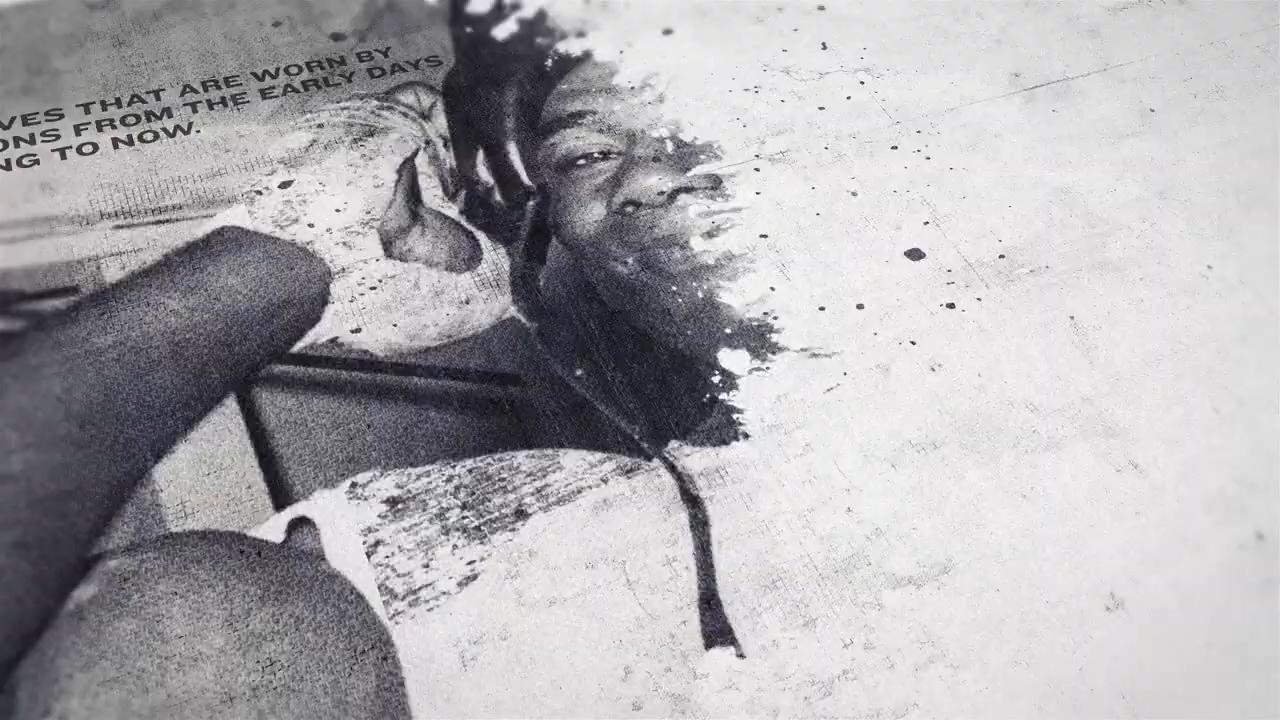 VES THAT ARE WORN BY
ONS FROM THE EARLY DAYS
NG TO NOW.